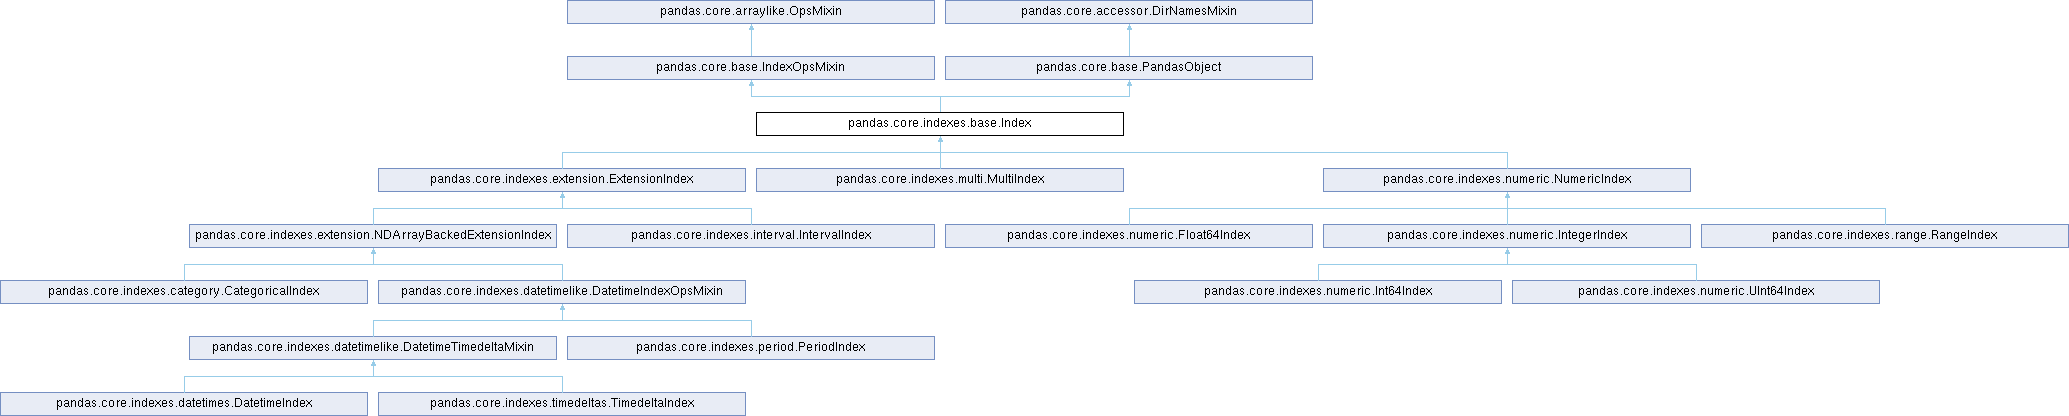 pandas.core.arraylike.OpsMixin
pandas.core.accessor.DirNamesMixin
pandas.core.base.IndexOpsMixin
pandas.core.base.PandasObject
pandas.core.indexes.base.Index
pandas.core.indexes.extension.ExtensionIndex
pandas.core.indexes.multi.MultiIndex
pandas.core.indexes.numeric.NumericIndex
pandas.core.indexes.extension.NDArrayBackedExtensionIndex
pandas.core.indexes.interval.IntervalIndex
pandas.core.indexes.numeric.Float64Index
pandas.core.indexes.numeric.IntegerIndex
pandas.core.indexes.range.RangeIndex
pandas.core.indexes.category.CategoricalIndex
pandas.core.indexes.datetimelike.DatetimeIndexOpsMixin
pandas.core.indexes.numeric.Int64Index
pandas.core.indexes.numeric.UInt64Index
pandas.core.indexes.datetimelike.DatetimeTimedeltaMixin
pandas.core.indexes.period.PeriodIndex
pandas.core.indexes.datetimes.DatetimeIndex
pandas.core.indexes.timedeltas.TimedeltaIndex